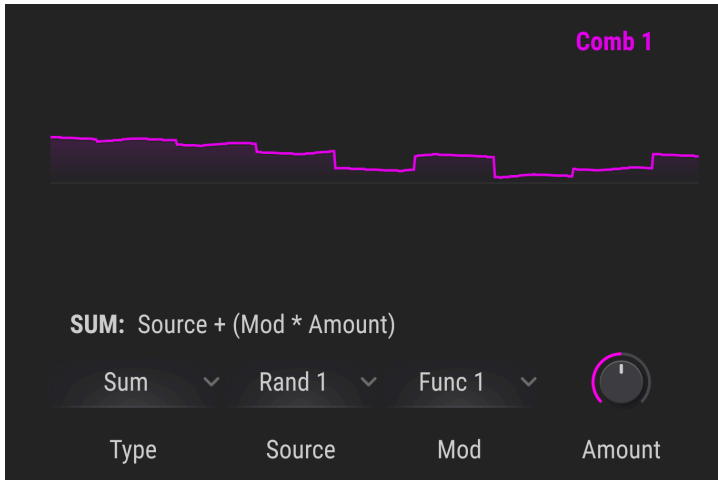 Comb 1
SUM: Source + (Mod * Amount)
Sum Rand 1 Func 1
Type Source Mod Amount